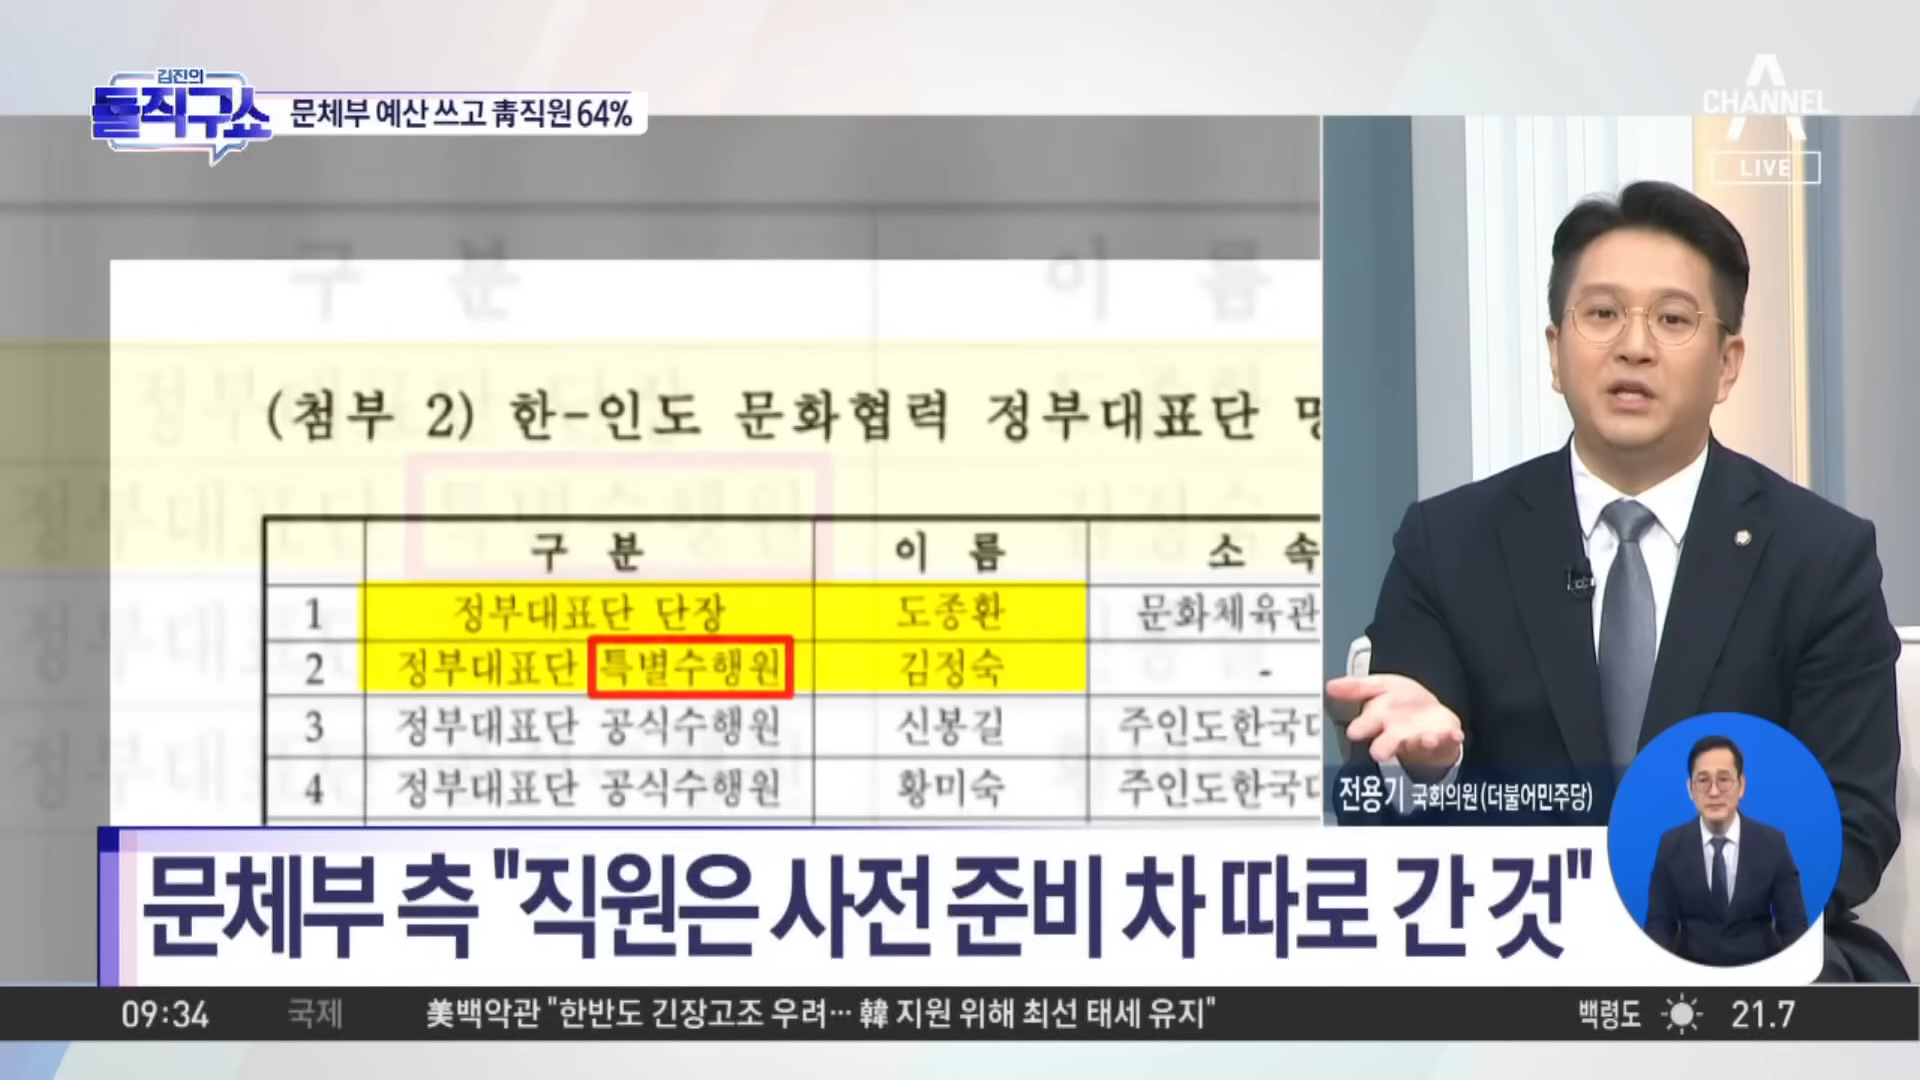 김진의
돌직구쇼
문체부 예산 쓰고 靑직원 64%
CHANNEL A
LIVE
구 분 이 름
(첨부 2) 한-인도 문화협력 정부대표단
구 분 이 름 소 속
1 정부대표단 단장 도종환 문화체육관
2 정부대표단 특별수행원 김정숙 -
3 정부대표단 공식수행원 신봉길 주인도한국대
4 정부대표단 공식수행원 황미숙 주인도한국대
전용기 국회의원(더불어민주당)
문체부 측 "직원은 사전 준비 차 따로 간 것"
09:34 국제 美백악관 "한반도 긴장고조 우려… 韓 지원 위해 최선 태세 유지" 백령도 21.7